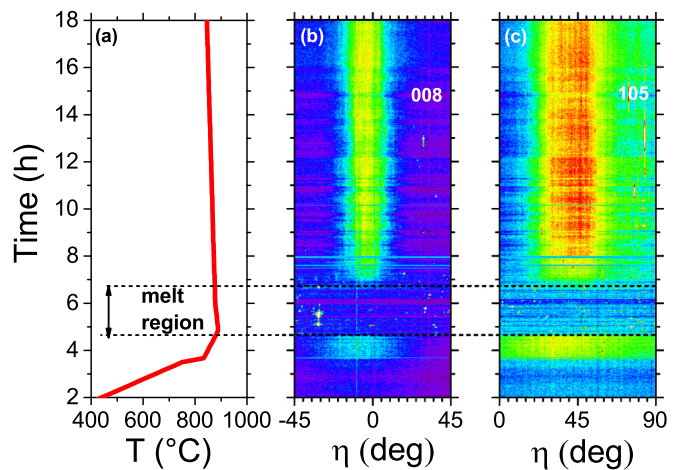 (a) (b) (c)
18
16
14
12
10
8
6
4
2
Time (h)
008 105
melt
region
400 600 800 1000 -45 0 45 0 45 90
T (°C) η (deg) η (deg)